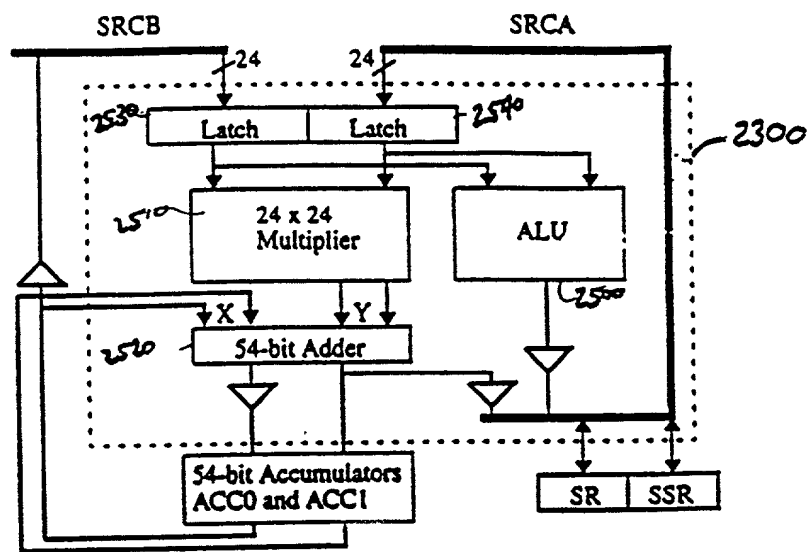 SRCB
SRCA
24
24
2530
Latch
Latch
2540
2300
2510
24 x 24
Multiplier
ALU
2500
X
Y
2520
54-bit Adder
54-bit Accumulators
ACC0 and ACC1
SR
SSR